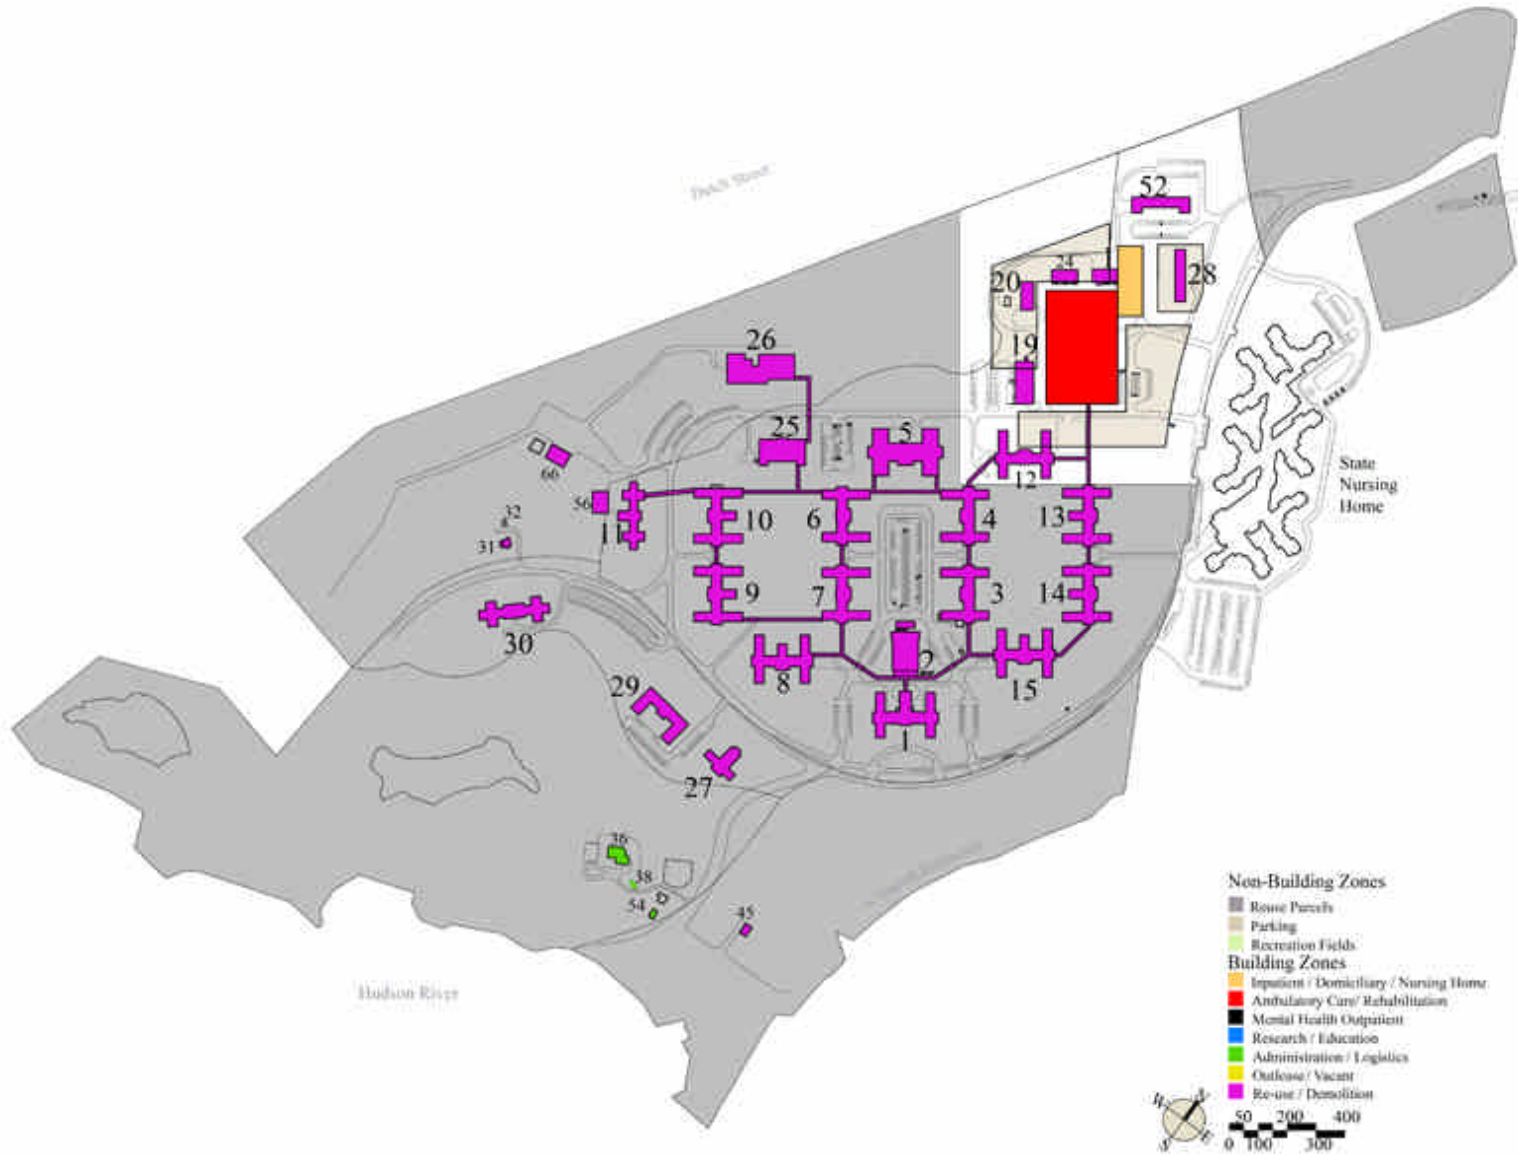 Dutch Street
52
24
28
20
19
26
25
5
12
State
Nursing
Home
66
56
32
&
31
11
10
6
4
13
9
7
3
14
30
8
2
15
29
1
27
36
38
54
45
Hudson River
Non-Building Zones
Reuse Parcels
Parking
Recreation Fields
Building Zones
Inpatient / Domiciliary / Nursing Home
Ambulatory Care/ Rehabilitation
Mental Health Outpatient
Research / Education
Administration / Logistics
Outlease / Vacant
Re-use / Demolition
N
W
E
S
50 200 400
0 100 300